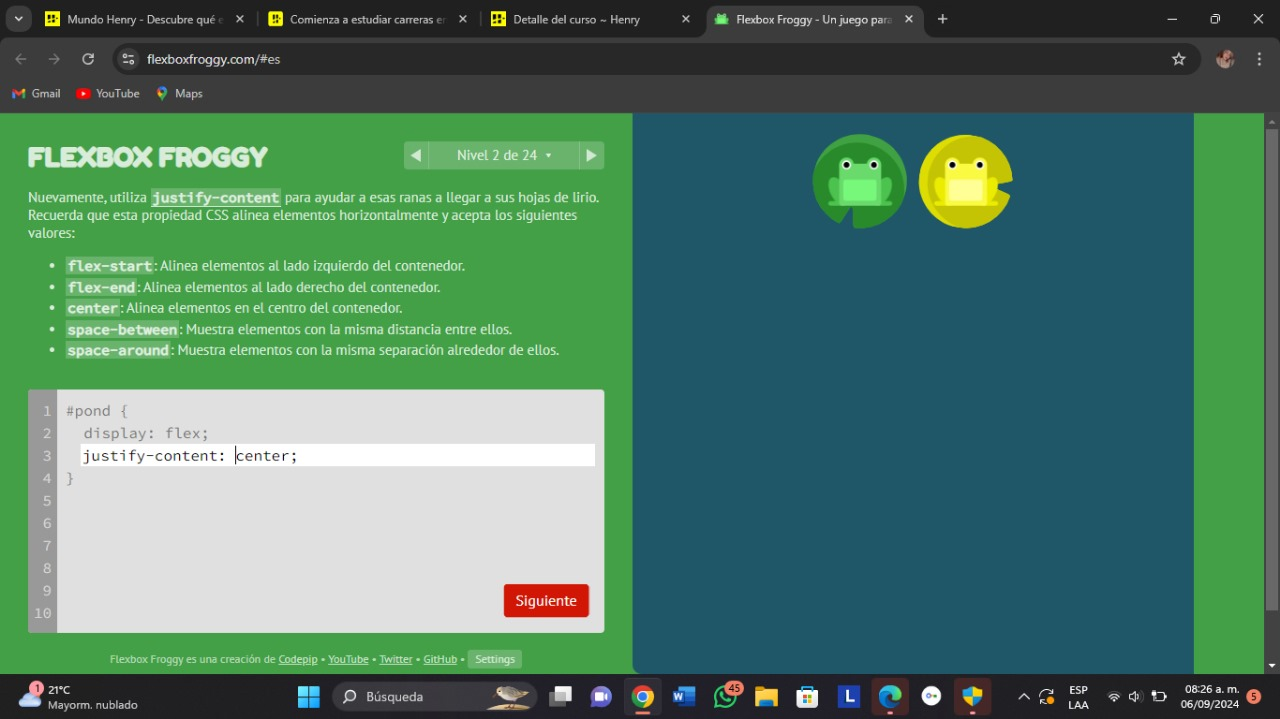 Mundo Henry - Descubre qué e
Comienza a estudiar carreras en
Detalle del curso ~ Henry
Flexbox Froggy - Un juego para
flexboxfroggy.com/#es
Gmail
YouTube
Maps
FLEXBOX FROGGY
Nivel 2 de 24
Nuevamente, utiliza justify-content para ayudar a esas ranas a llegar a sus hojas de lirio.
Recuerda que esta propiedad CSS alinea elementos horizontalmente y acepta los siguientes
valores:
• flex-start: Alinea elementos al lado izquierdo del contenedor.
• flex-end: Alinea elementos al lado derecho del contenedor.
• center: Alinea elementos en el centro del contenedor.
• space-between: Muestra elementos con la misma distancia entre ellos.
• space-around: Muestra elementos con la misma separación alrededor de ellos.
1 #pond {
2 display: flex;
3 justify-content: center;
4 }
5
6
7
8
9
10
Siguiente
Flexbox Froggy es una creación de Codepip • YouTube • Twitter • GitHub • Settings
1
21°C
Mayorm. nublado
Búsqueda
45
L
ESP
LAA
08:26 a. m.
06/09/2024
5